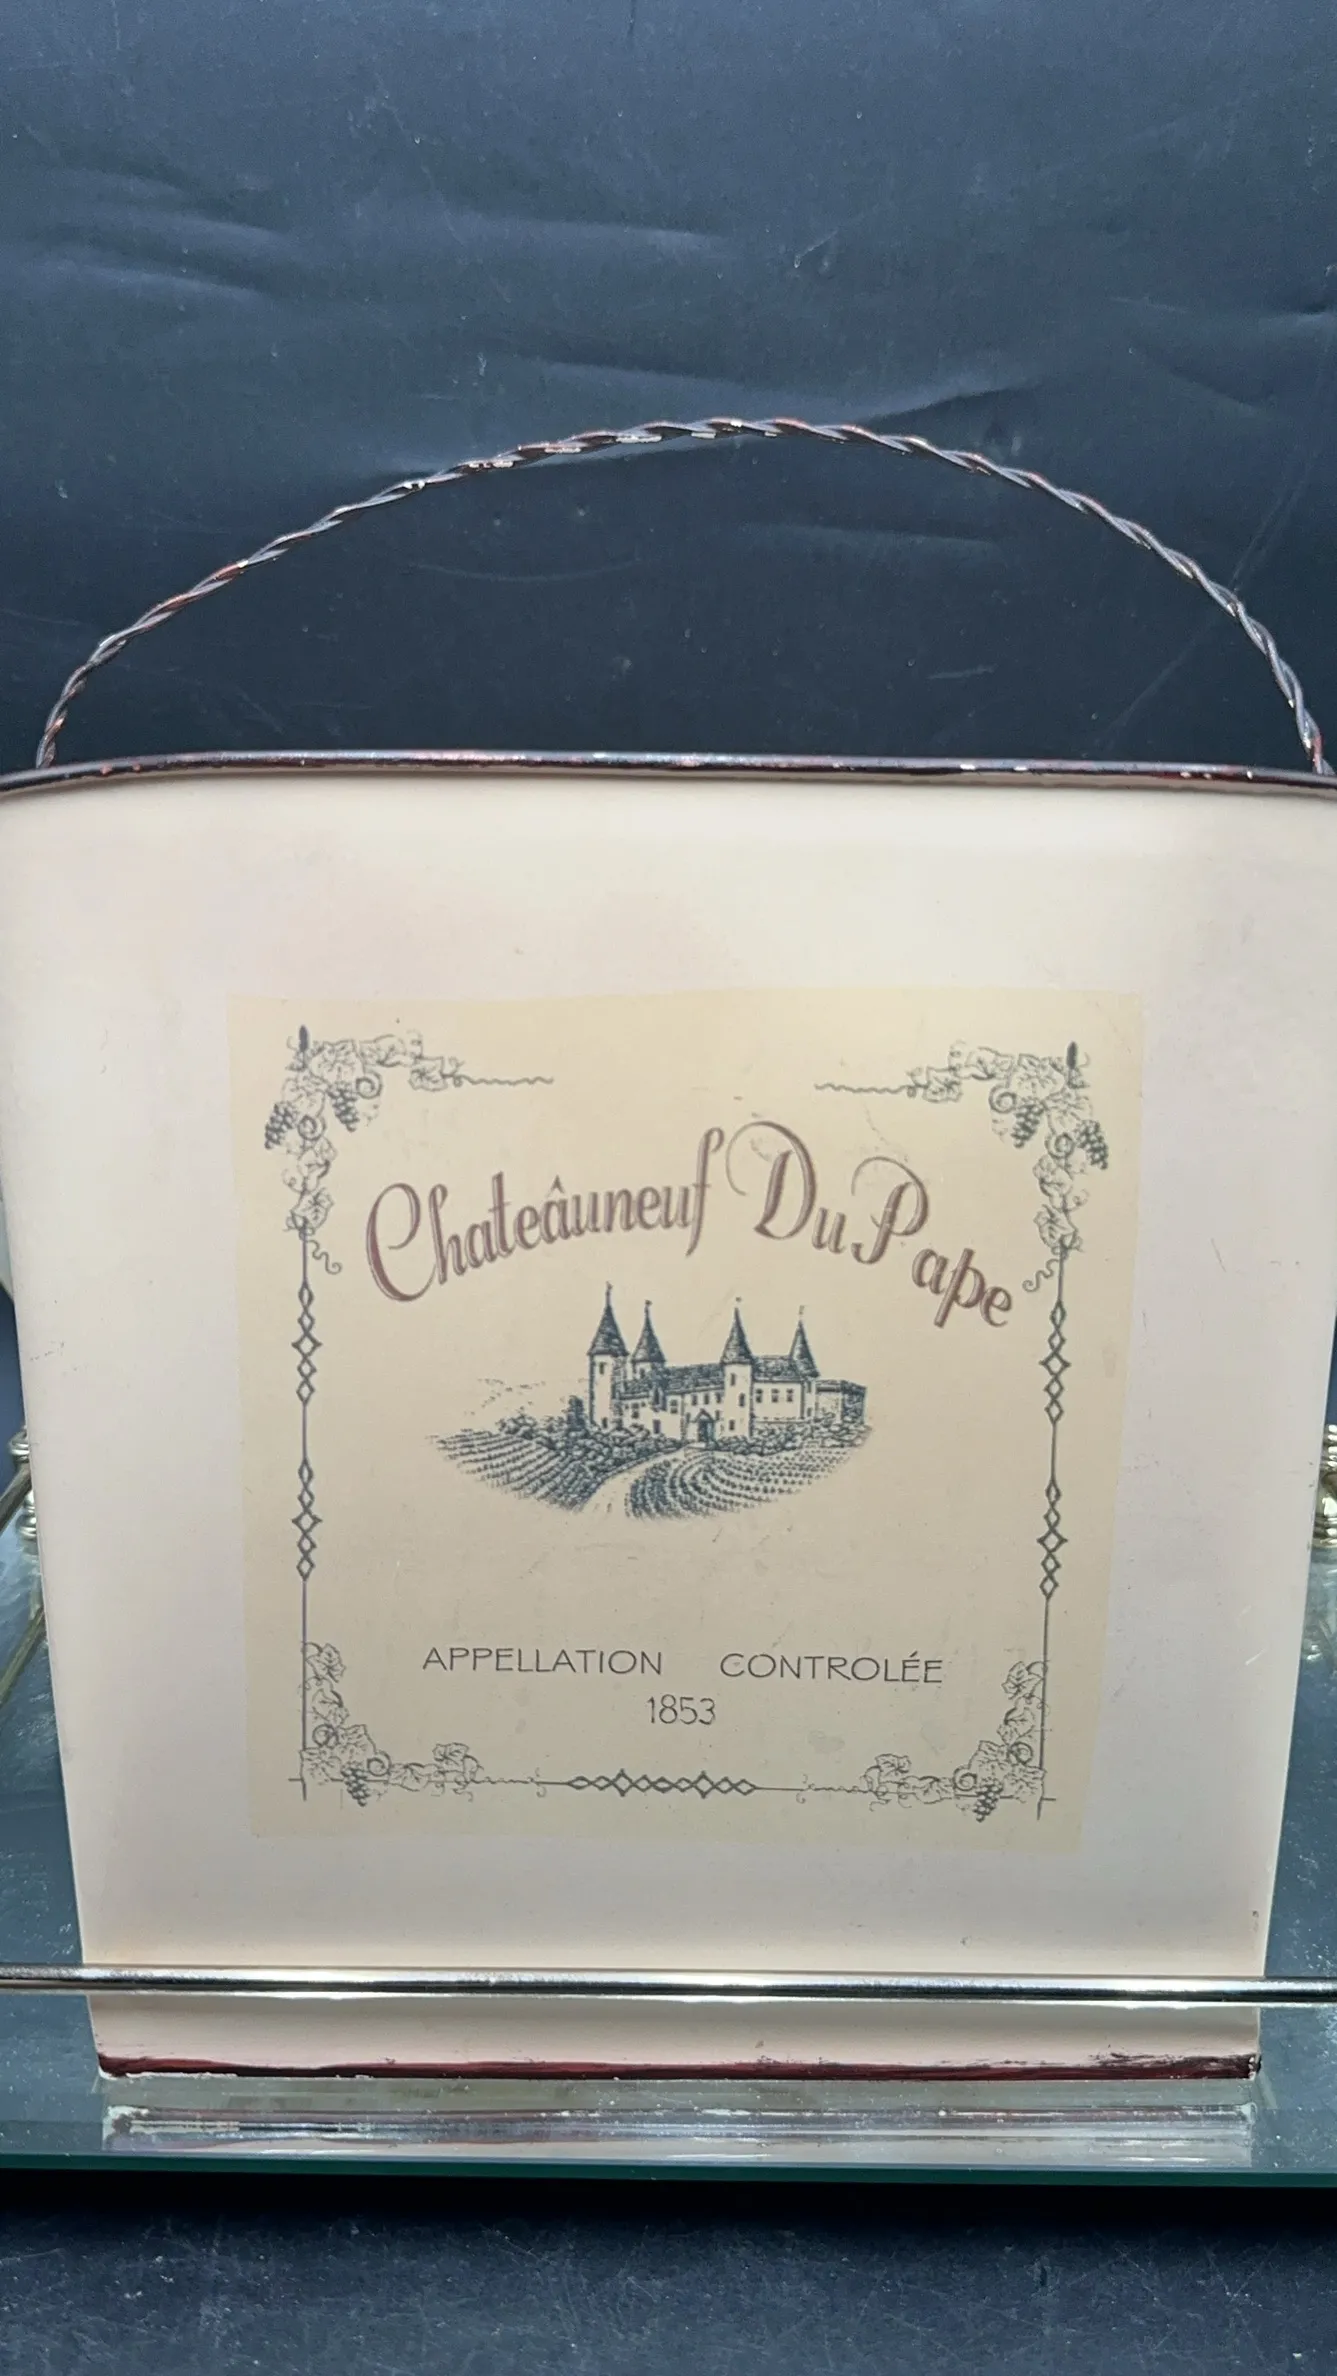 Chateâuneuf Du Pape
APPELLATION CONTROLÉE
1853